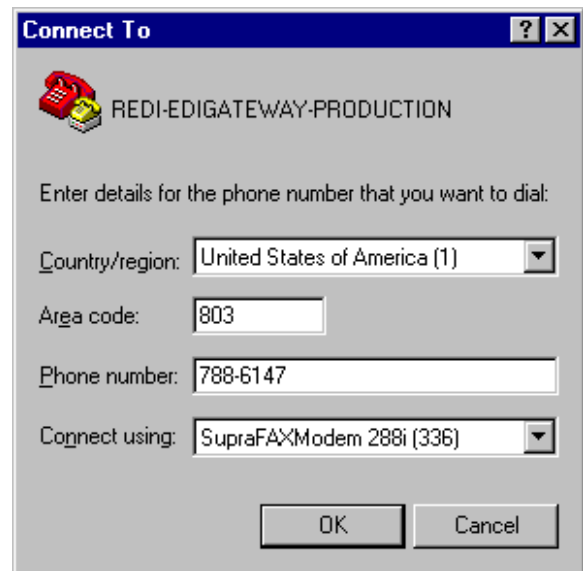 Connect To
REDI-EDIGATEWAY-PRODUCTION
Enter details for the phone number that you want to dial:
Country/region: United States of America (1)
Area code: 803
Phone number: 788-6147
Connect using: SupraFAXModem 288i (336)
OK Cancel